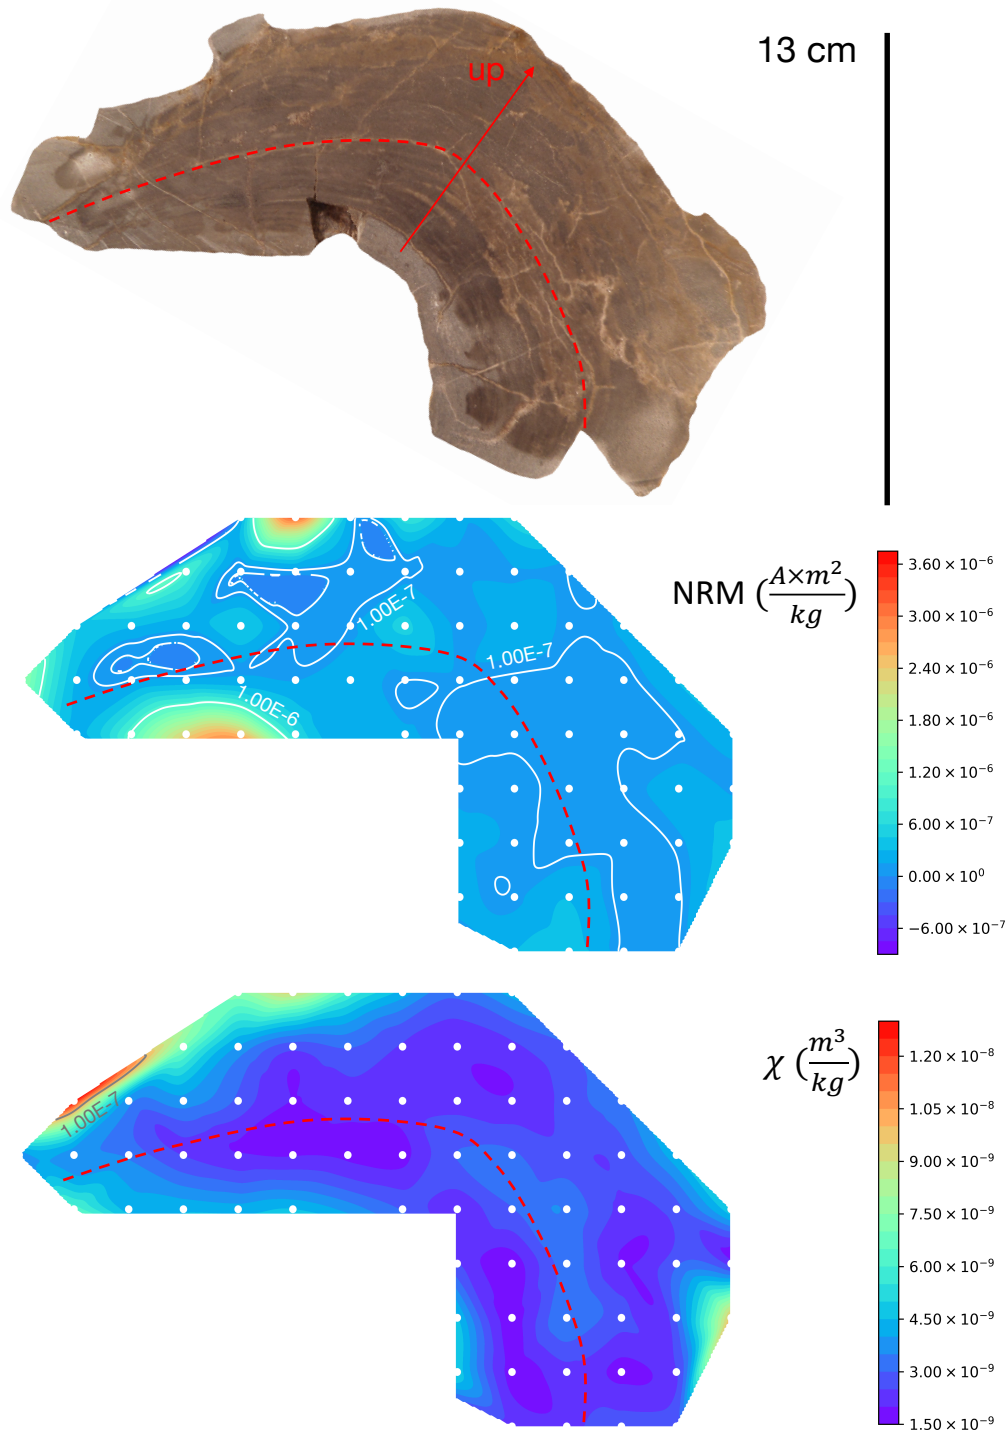 13 cm
up
NRM (A×m²/kg)
3.60 × 10⁻⁶
3.00 × 10⁻⁶
2.40 × 10⁻⁶
1.80 × 10⁻⁶
1.20 × 10⁻⁶
6.00 × 10⁻⁷
0.00 × 10⁰
−6.00 × 10⁻⁷
1.00E-7
1.00E-7
1.00E-6
χ (m³/kg)
1.20 × 10⁻⁸
1.05 × 10⁻⁸
9.00 × 10⁻⁹
7.50 × 10⁻⁹
6.00 × 10⁻⁹
4.50 × 10⁻⁹
3.00 × 10⁻⁹
1.50 × 10⁻⁹
1.00E-7